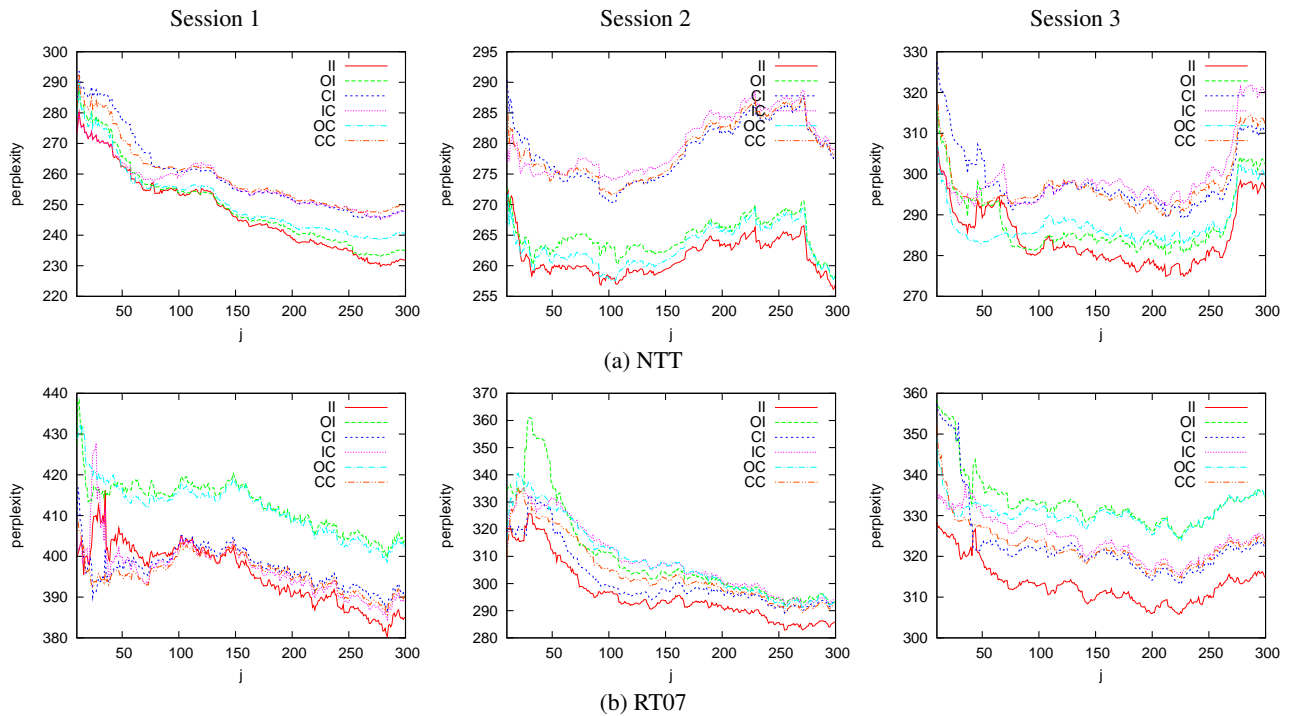 Session 1
Session 2
Session 3
300
290
280
270
260
250
240
230
220
perplexity
50
100
150
200
250
300
j
II
OI
CI
IC
OC
CC
295
290
285
280
275
270
265
260
255
perplexity
50
100
150
200
250
300
j
II
OI
CI
IC
OC
CC
330
320
310
300
290
280
270
perplexity
50
100
150
200
250
300
j
II
OI
CI
IC
OC
CC
(a) NTT
440
430
420
410
400
390
380
perplexity
50
100
150
200
250
300
j
II
OI
CI
IC
OC
CC
370
360
350
340
330
320
310
300
290
280
perplexity
50
100
150
200
250
300
j
II
OI
CI
IC
OC
CC
360
350
340
330
320
310
300
perplexity
50
100
150
200
250
300
j
II
OI
CI
IC
OC
CC
(b) RT07